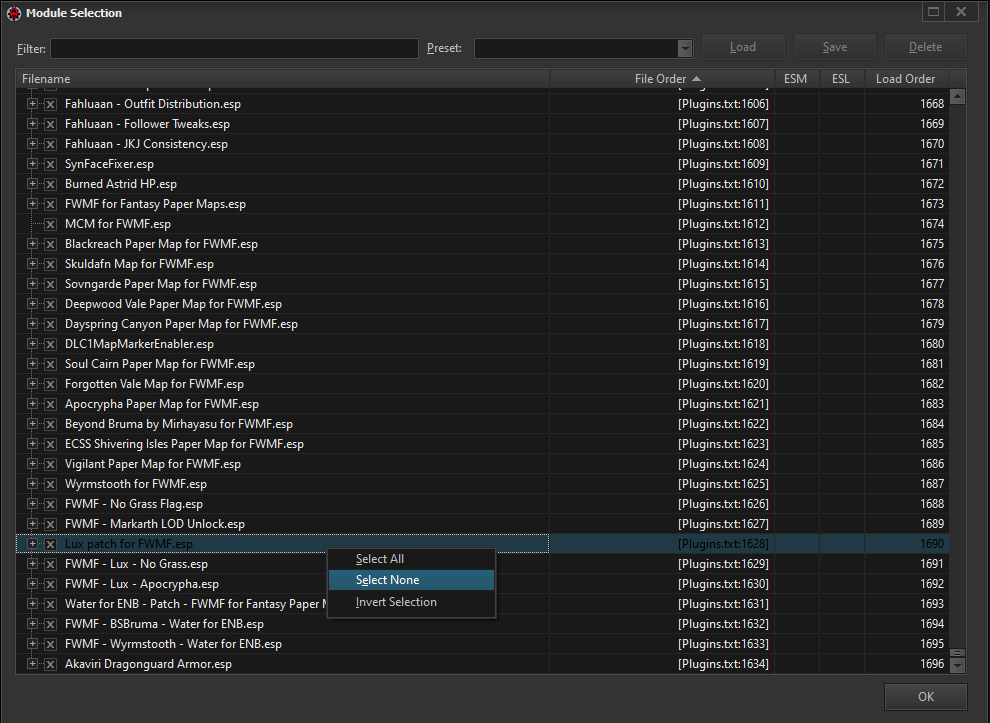 Module Selection
Filter: Preset: Load Save Delete
Filename File Order ESM ESL Load Order
Fahluaan - Outfit Distribution.esp [Plugins.txt:1606] 1668
Fahluaan - Follower Tweaks.esp [Plugins.txt:1607] 1669
Fahluaan - JKJ Consistency.esp [Plugins.txt:1608] 1670
SynFaceFixer.esp [Plugins.txt:1609] 1671
Burned Astrid HP.esp [Plugins.txt:1610] 1672
FWMF for Fantasy Paper Maps.esp [Plugins.txt:1611] 1673
MCM for FWMF.esp [Plugins.txt:1612] 1674
Blackreach Paper Map for FWMF.esp [Plugins.txt:1613] 1675
Skuldafn Map for FWMF.esp [Plugins.txt:1614] 1676
Sovngarde Paper Map for FWMF.esp [Plugins.txt:1615] 1677
Deepwood Vale Paper Map for FWMF.esp [Plugins.txt:1616] 1678
Dayspring Canyon Paper Map for FWMF.esp [Plugins.txt:1617] 1679
DLC1MapMarkerEnabler.esp [Plugins.txt:1618] 1680
Soul Cairn Paper Map for FWMF.esp [Plugins.txt:1619] 1681
Forgotten Vale Map for FWMF.esp [Plugins.txt:1620] 1682
Apocrypha Paper Map for FWMF.esp [Plugins.txt:1621] 1683
Beyond Bruma by Mirhayasu for FWMF.esp [Plugins.txt:1622] 1684
ECSS Shivering Isles Paper Map for FWMF.esp [Plugins.txt:1623] 1685
Vigilant Paper Map for FWMF.esp [Plugins.txt:1624] 1686
Wyrmstooth for FWMF.esp [Plugins.txt:1625] 1687
FWMF - No Grass Flag.esp [Plugins.txt:1626] 1688
FWMF - Markarth LOD Unlock.esp [Plugins.txt:1627] 1689
Lux patch for FWMF.esp [Plugins.txt:1628] 1690
FWMF - Lux - No Grass.esp [Plugins.txt:1629] 1691
FWMF - Lux - Apocrypha.esp [Plugins.txt:1630] 1692
Water for ENB - Patch - FWMF for Fantasy Paper [Plugins.txt:1631] 1693
FWMF - BSBruma - Water for ENB.esp [Plugins.txt:1632] 1694
FWMF - Wyrmstooth - Water for ENB.esp [Plugins.txt:1633] 1695
Akaviri Dragonguard Armor.esp [Plugins.txt:1634] 1696
Select All
Select None
Invert Selection
OK